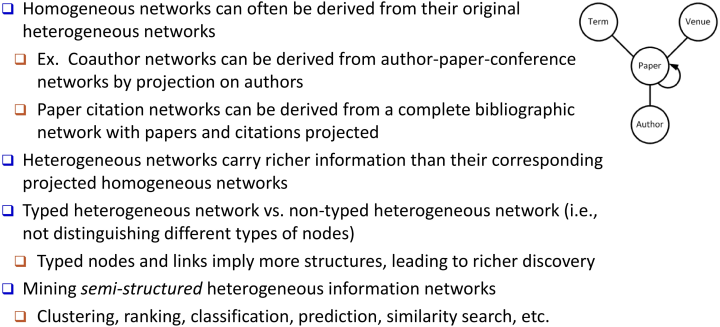 Homogeneous networks can often be derived from their original
heterogeneous networks
Ex. Coauthor networks can be derived from author-paper-conference
networks by projection on authors
Paper citation networks can be derived from a complete bibliographic
network with papers and citations projected
Heterogeneous networks carry richer information than their corresponding
projected homogeneous networks
Typed heterogeneous network vs. non-typed heterogeneous network (i.e.,
not distinguishing different types of nodes)
Typed nodes and links imply more structures, leading to richer discovery
Mining semi-structured heterogeneous information networks
Clustering, ranking, classification, prediction, similarity search, etc.
Term
Venue
Paper
Author